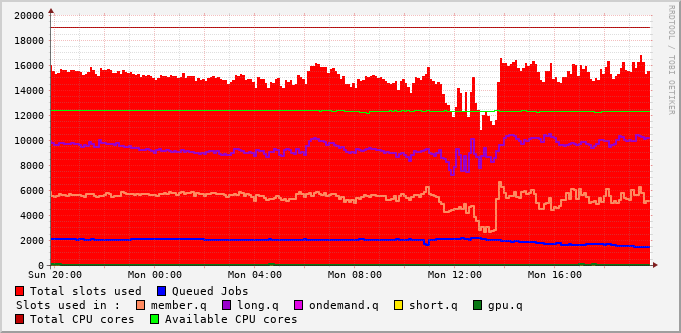 20000
18000
16000
14000
12000
10000
8000
6000
4000
2000
0
Sun 20:00 Mon 00:00 Mon 04:00 Mon 08:00 Mon 12:00 Mon 16:00
Total slots used Queued Jobs
Slots used in : member.q long.q ondemand.q short.q gpu.q
Total CPU cores Available CPU cores
RRDTOOL / TOBI OETIKER